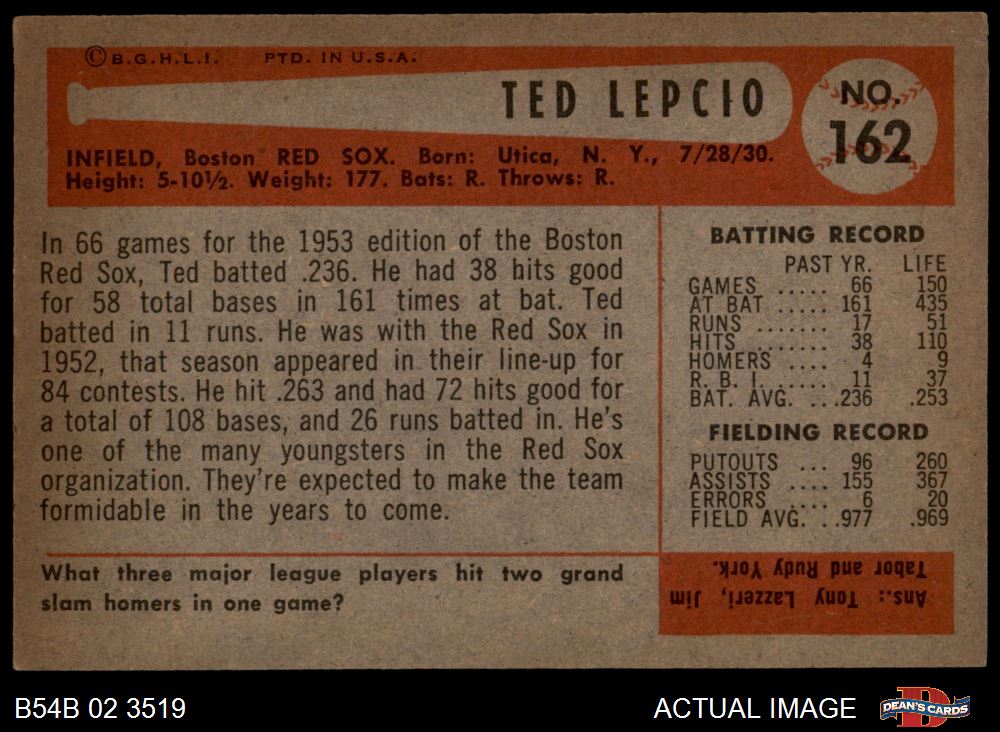 ©B.G.H.L.I. PTD. IN U.S.A.
TED LEPCIO
NO.
162
INFIELD, Boston RED SOX. Born: Utica, N. Y., 7/28/30.
Height: 5-10½. Weight: 177. Bats: R. Throws: R.
In 66 games for the 1953 edition of the Boston
Red Sox, Ted batted .236. He had 38 hits good
for 58 total bases in 161 times at bat. Ted
batted in 11 runs. He was with the Red Sox in
1952, that season appeared in their line-up for
84 contests. He hit .263 and had 72 hits good for
a total of 108 bases, and 26 runs batted in. He's
one of the many youngsters in the Red Sox
organization. They're expected to make the team
formidable in the years to come.
What three major league players hit two grand
slam homers in one game?
BATTING RECORD
PAST YR. LIFE
GAMES ..... 66 150
AT BAT ..... 161 435
RUNS ....... 17 51
HITS ....... 38 110
HOMERS .... 4 9
R. B. I. ..... 11 37
BAT. AVG. ...236 .253
FIELDING RECORD
PUTOUTS ... 96 260
ASSISTS .... 155 367
ERRORS .... 6 20
FIELD AVG. . .977 .969
Ans.: Tony Lazzeri, Jim
Tabor and Rudy York.
B54B 02 3519
ACTUAL IMAGE
D
DEAN'S CARDS